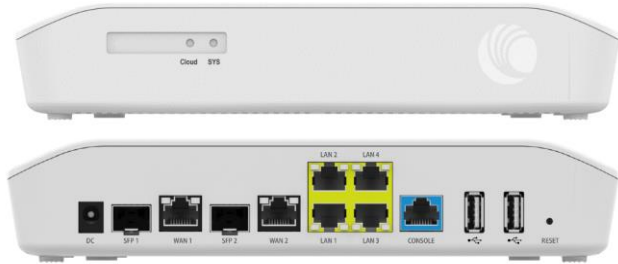 Cloud SYS
LAN 2 LAN 4
DC SFP 1 WAN 1 SFP 2 WAN 2 LAN 1 LAN 3 CONSOLE RESET